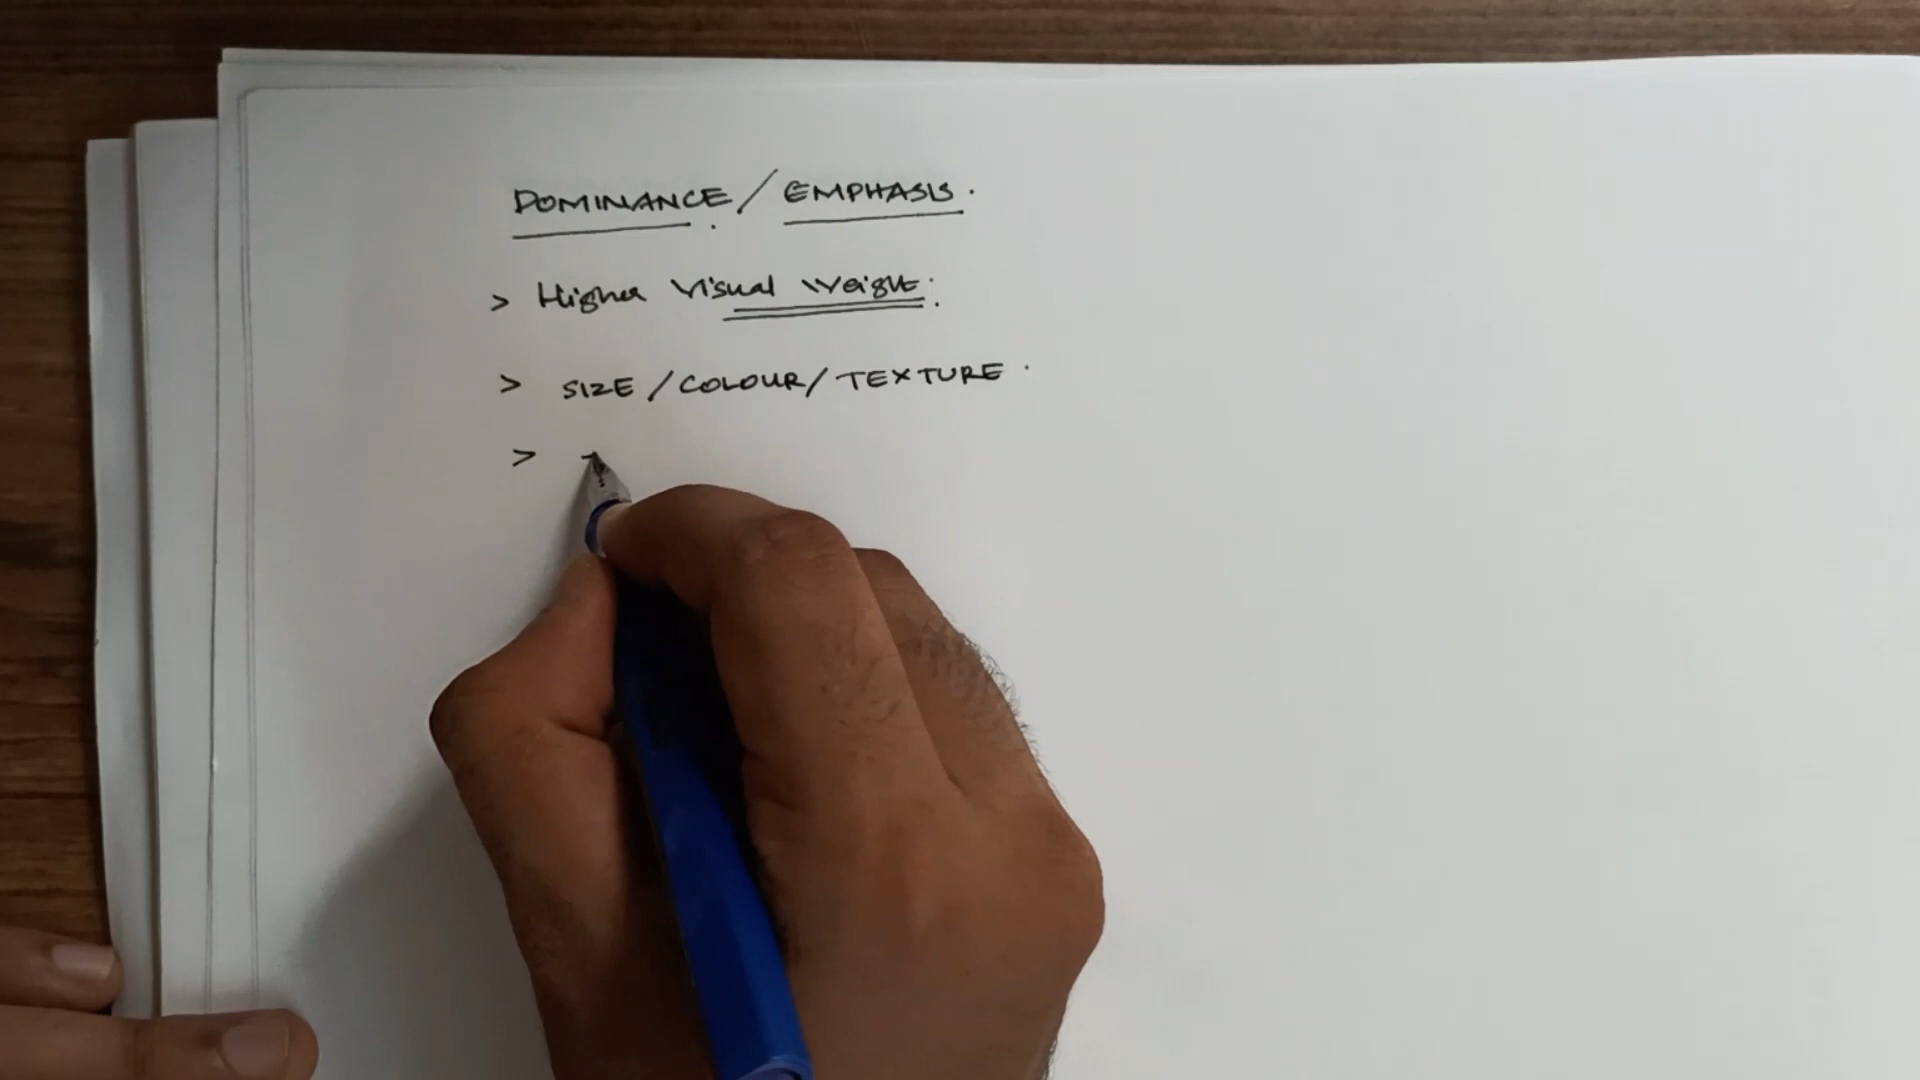 DOMINANCE / EMPHASIS.
> Higher Visual Weight.
> SIZE / COLOUR / TEXTURE.
>